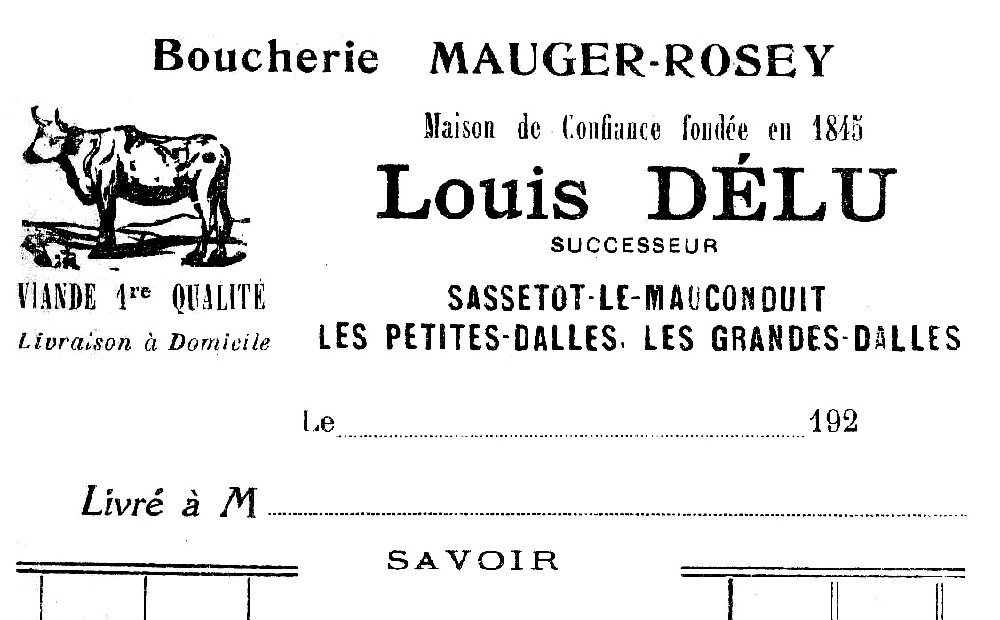 Boucherie MAUGER-ROSEY
Maison de Confiance fondée en 1845
Louis DÉLU
SUCCESSEUR
VIANDE 1re QUALITÉ
Livraison à Domicile
SASSETOT-LE-MAUCONDUIT
LES PETITES-DALLES, LES GRANDES-DALLES
Le 192
Livré à M
SAVOIR